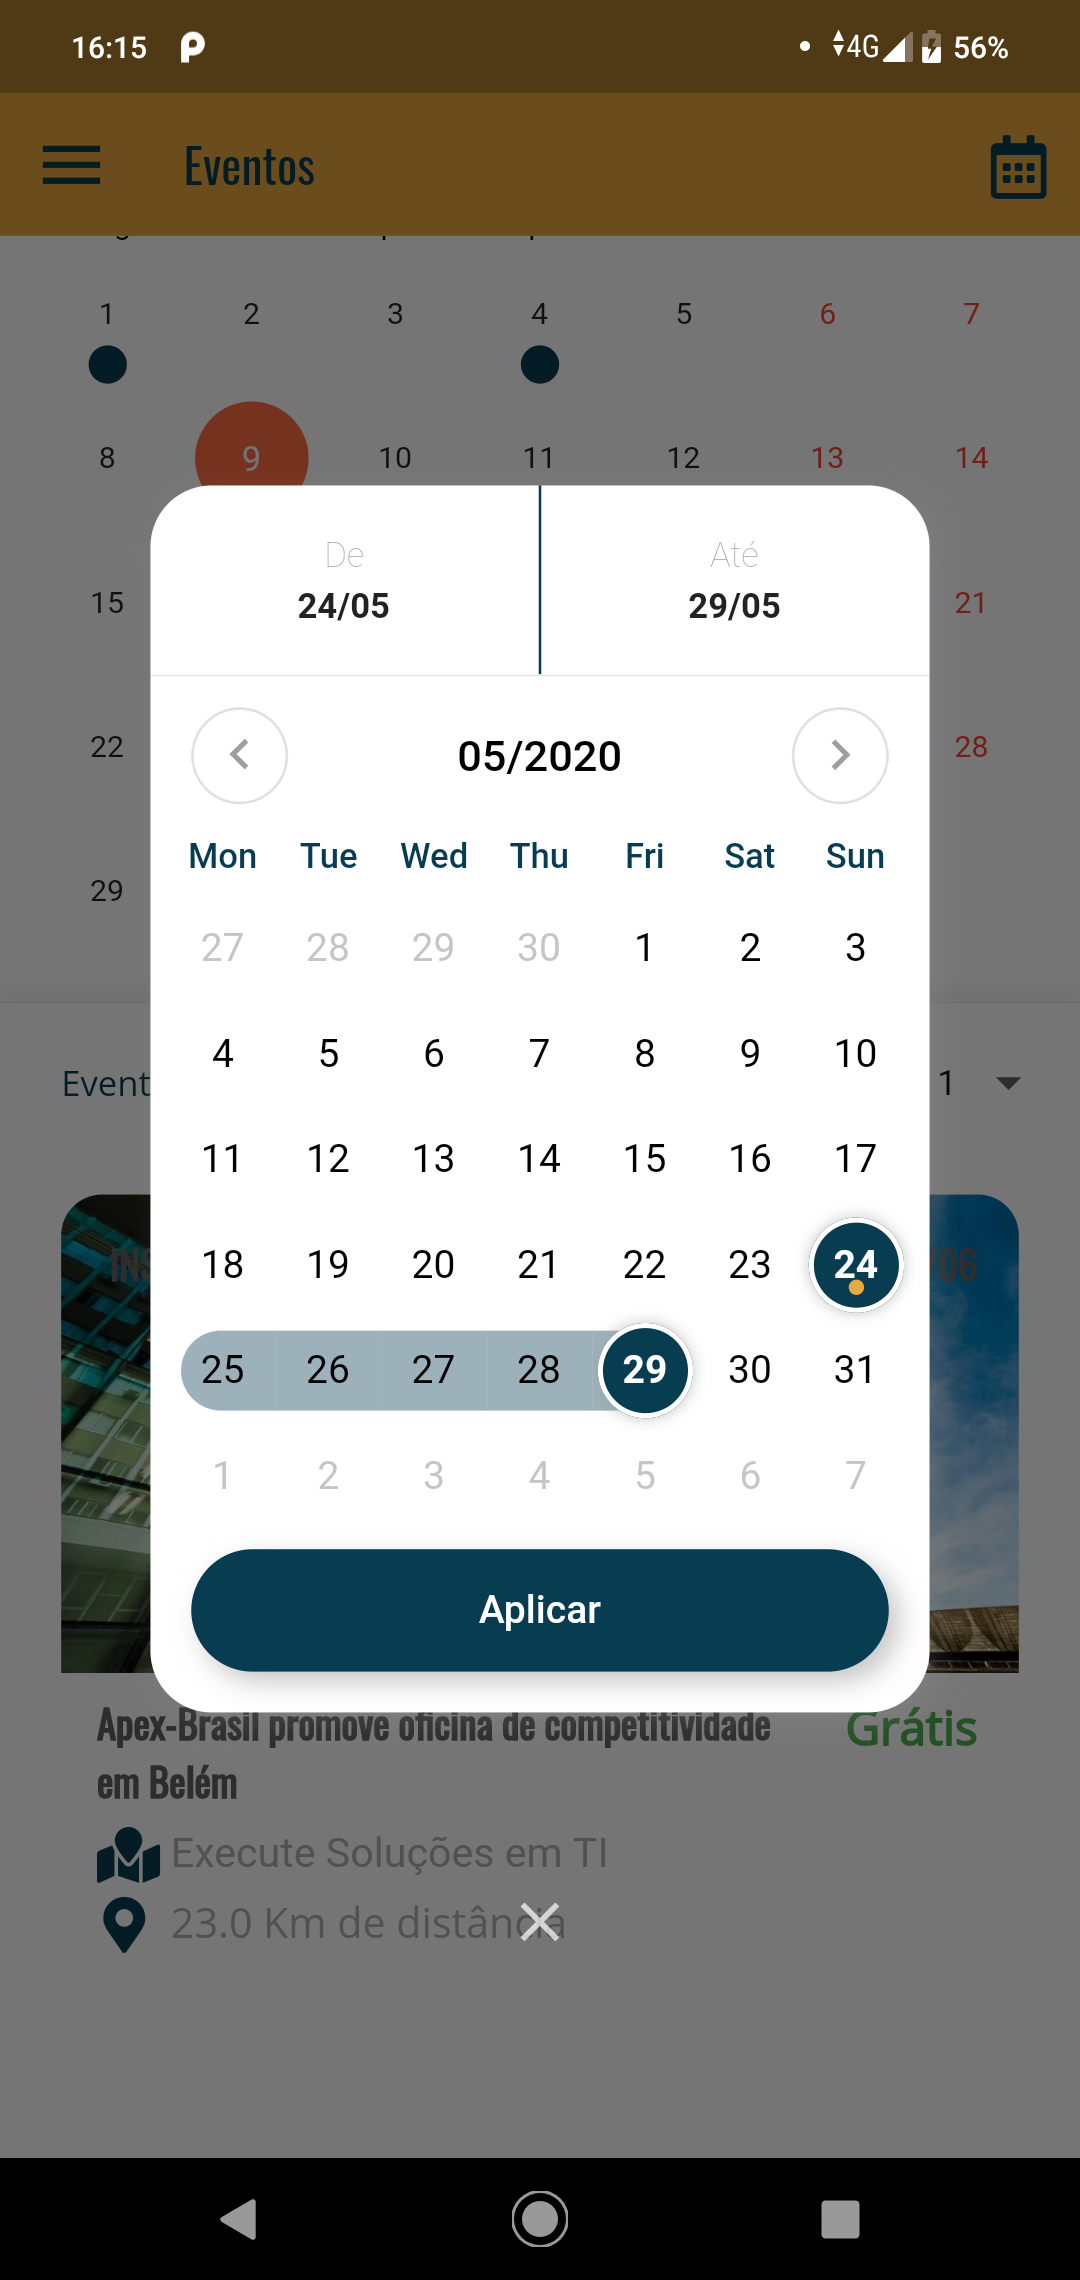 16:15 4G 56%
Eventos
1 2 3 4 5 6 7
8 9 10 11 12 13 14
De Até
24/05 29/05
15 21
22 28
05/2020
Mon Tue Wed Thu Fri Sat Sun
29
27 28 29 30 1 2 3
4 5 6 7 8 9 10
Event 1
11 12 13 14 15 16 17
18 19 20 21 22 23 24
/06
25 26 27 28 29 30 31
1 2 3 4 5 6 7
Aplicar
Apex-Brasil promove oficina de competitividade Grátis
em Belém
Execute Soluções em TI
23.0 Km de distância